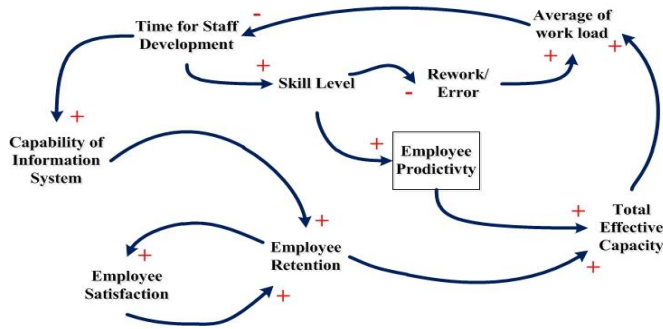 Time for Staff
Development
Average of
work load
Skill Level
Rework/
Error
Capability of
Information
System
Employee
Prodictivty
Total
Effective
Capacity
Employee
Retention
Employee
Satisfaction
-
+
+
+
-
+
+
+
+
+
+
+
+